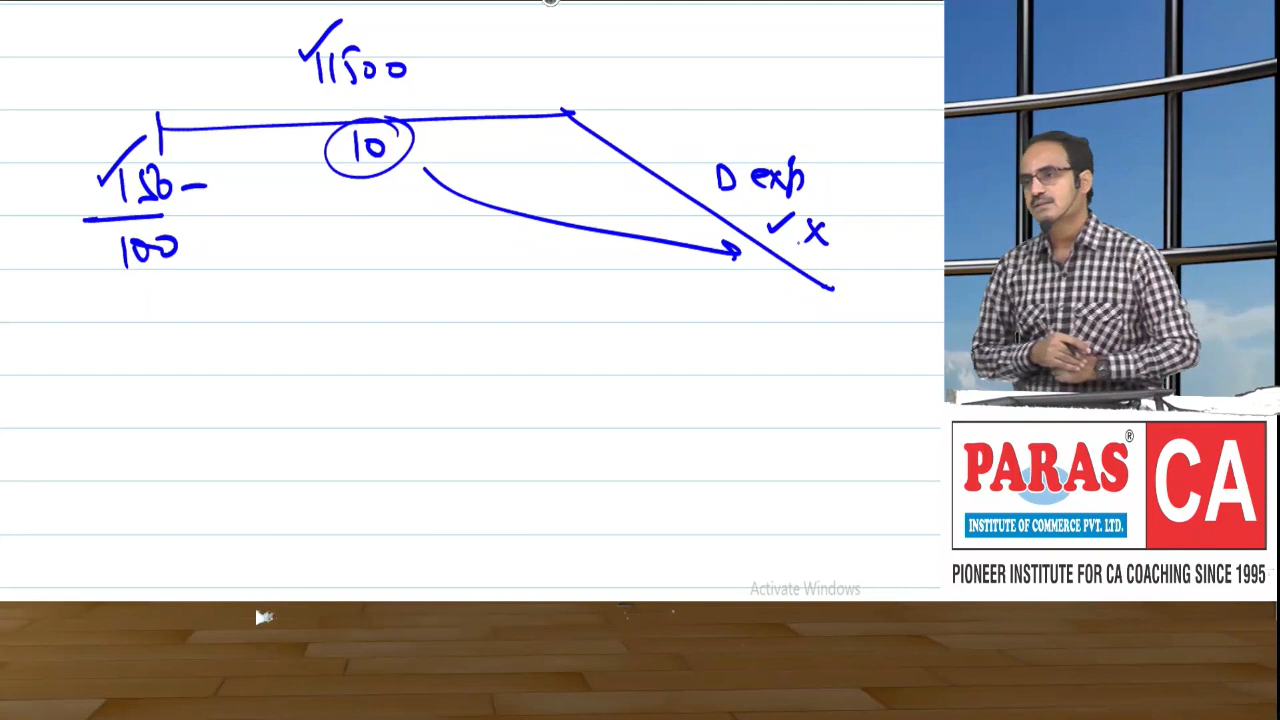 11500
10
150-
100
D exp
✓ x
PARAS®
INSTITUTE OF COMMERCE PVT. LTD.
CA
PIONEER INSTITUTE FOR CA COACHING SINCE 1995
Activate Windows